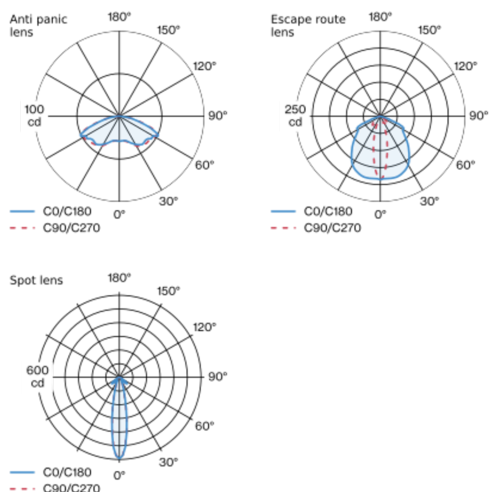 Anti panic
lens
180°
150°
120°
100
cd
90°
60°
30°
0°
C0/C180
C90/C270
Escape route
lens
180°
150°
120°
250
cd
90°
60°
30°
0°
C0/C180
C90/C270
Spot lens
180°
150°
120°
600
cd
90°
60°
30°
0°
C0/C180
C90/C270